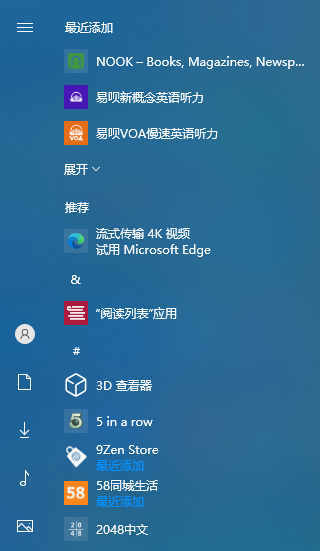 最近添加
NOOK – Books, Magazines, Newsp...
易呗新概念英语听力
VOA
易呗VOA慢速英语听力
展开
推荐
流式传输 4K 视频
试用 Microsoft Edge
&
"阅读列表"应用
#
3D 查看器
5
5 in a row
9Zen Store
最近添加
58
58同城生活
最近添加
2048
2048中文